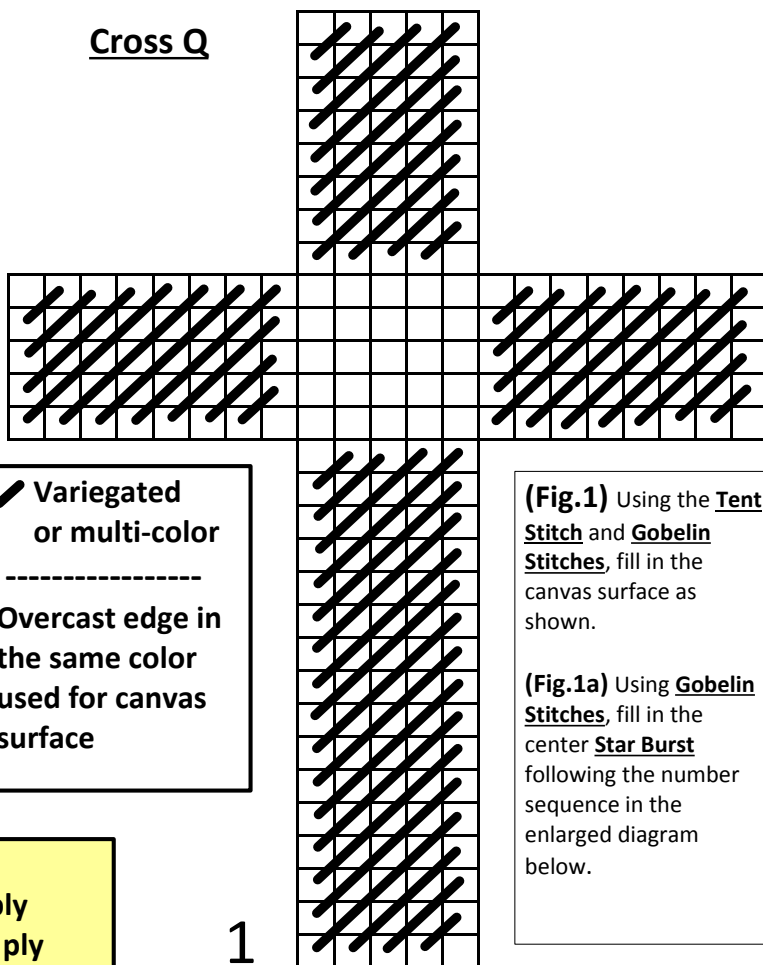 Cross Q
Variegated
or multi-color
-----------------
Overcast edge in
the same color
used for canvas
surface
(Fig.1) Using the Tent
Stitch and Gobelin
Stitches, fill in the
canvas surface as
shown.
(Fig.1a) Using Gobelin
Stitches, fill in the
center Star Burst
following the number
sequence in the
enlarged diagram
below.
ply
ply
1